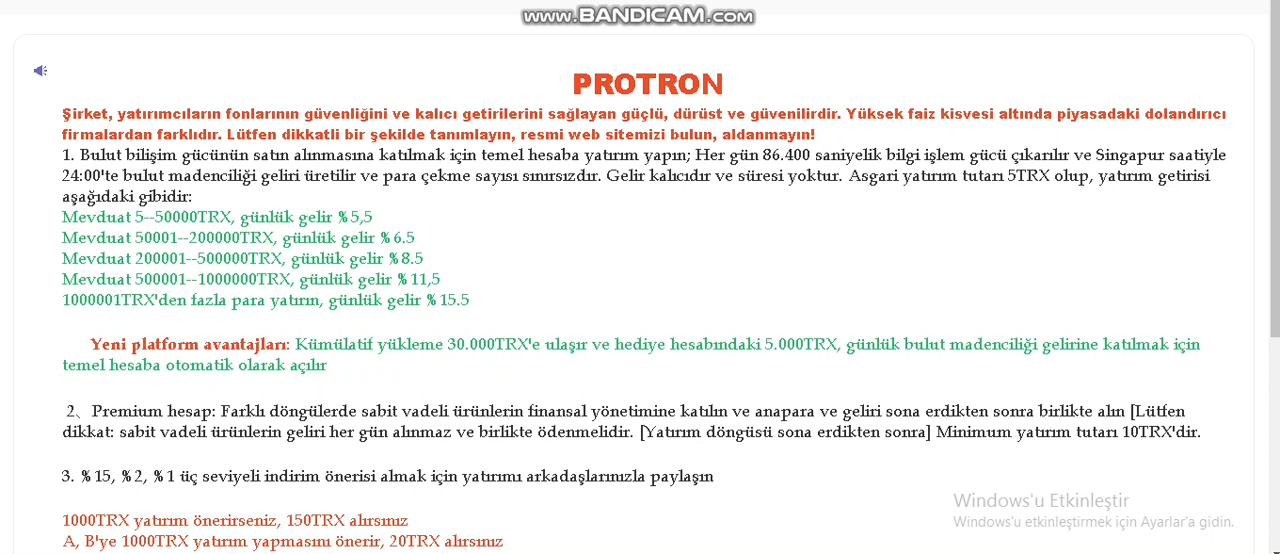 www.BANDICAM.com
PROTRON
Şirket, yatırımcıların fonlarının güvenliğini ve kalıcı getirilerini sağlayan güçlü, dürüst ve güvenilirdir. Yüksek faiz kisvesi altında piyasadaki dolandırıcı
firmalardan farklıdır. Lütfen dikkatli bir şekilde tanımlayın, resmi web sitemizi bulun, aldanmayın!
1. Bulut bilişim gücünün satın alınmasına katılmak için temel hesaba yatırım yapın; Her gün 86.400 saniyelik bilgi işlem gücü çıkarılır ve Singapur saatiyle
24:00'te bulut madenciliği geliri üretilir ve para çekme sayısı sınırsızdır. Gelir kalıcıdır ve süresi yoktur. Asgari yatırım tutarı 5TRX olup, yatırım getirisi
aşağıdaki gibidir:
Mevduat 5--50000TRX, günlük gelir %5,5
Mevduat 50001--200000TRX, günlük gelir %6.5
Mevduat 200001--500000TRX, günlük gelir %8.5
Mevduat 500001--1000000TRX, günlük gelir %11,5
1000001TRX'den fazla para yatırın, günlük gelir %15.5
Yeni platform avantajları: Kümülatif yükleme 30.000TRX'e ulaşır ve hediye hesabındaki 5.000TRX, günlük bulut madenciliği gelirine katılmak için
temel hesaba otomatik olarak açılır
2、Premium hesap: Farklı döngülerde sabit vadeli ürünlerin finansal yönetimine katılın ve anapara ve geliri sona erdikten sonra birlikte alın [Lütfen
dikkat: sabit vadeli ürünlerin geliri her gün alınmaz ve birlikte ödenmelidir. [Yatırım döngüsü sona erdikten sonra] Minimum yatırım tutarı 10TRX'dir.
3. %15, %2, %1 üç seviyeli indirim önerisi almak için yatırımı arkadaşlarınızla paylaşın
1000TRX yatırım önerirseniz, 150TRX alırsınız
A, B'ye 1000TRX yatırım yapmasını önerir, 20TRX alırsınız
Windows'u Etkinleştir
Windows'u etkinleştirmek için Ayarlar'a gidin.